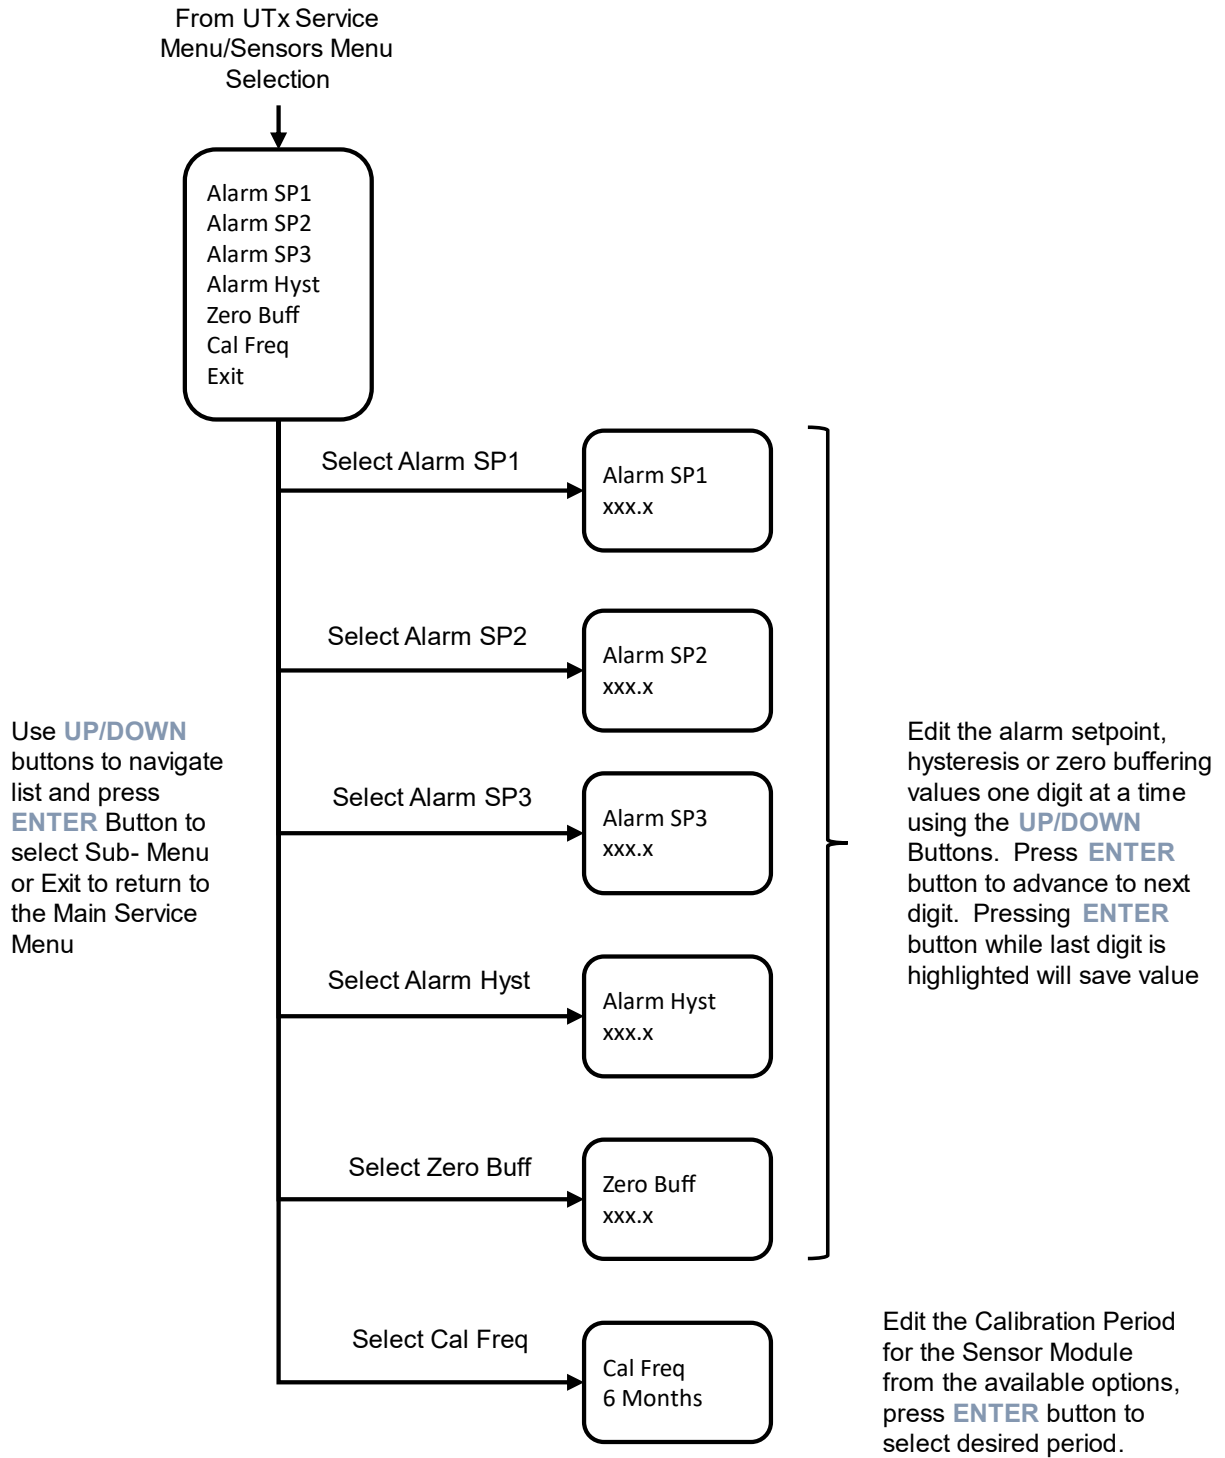 From UTx Service
Menu/Sensors Menu
Selection
Alarm SP1
Alarm SP2
Alarm SP3
Alarm Hyst
Zero Buff
Cal Freq
Exit
Select Alarm SP1
Alarm SP1
xxx.x
Select Alarm SP2
Alarm SP2
xxx.x
Use UP/DOWN
buttons to navigate
list and press
ENTER Button to
select Sub- Menu
or Exit to return to
the Main Service
Menu
Select Alarm SP3
Alarm SP3
xxx.x
Edit the alarm setpoint,
hysteresis or zero buffering
values one digit at a time
using the UP/DOWN
Buttons.  Press ENTER
button to advance to next
digit.  Pressing ENTER
button while last digit is
highlighted will save value
Select Alarm Hyst
Alarm Hyst
xxx.x
Select Zero Buff
Zero Buff
xxx.x
Select Cal Freq
Cal Freq
6 Months
Edit the Calibration Period
for the Sensor Module
from the available options,
press ENTER button to
select desired period.